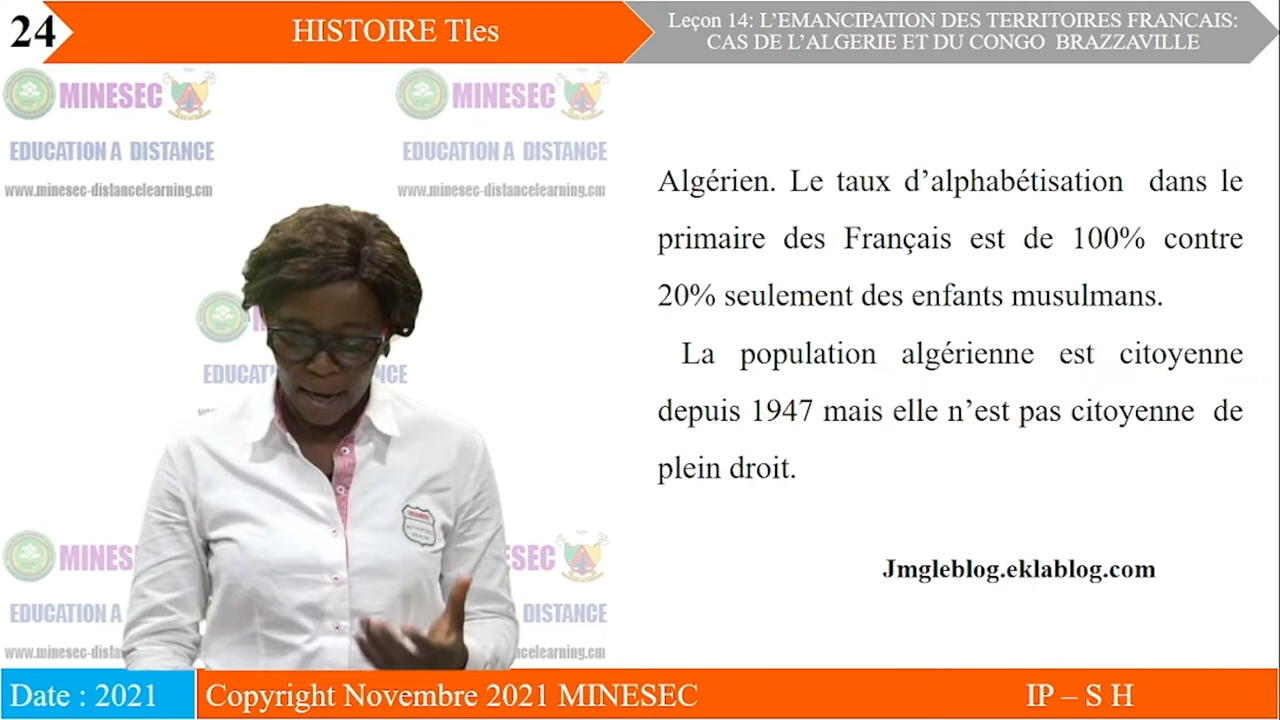 24
HISTOIRE Tles
Leçon 14: L’EMANCIPATION DES TERRITOIRES FRANCAIS:
CAS DE L’ALGERIE ET DU CONGO BRAZZAVILLE
MINESEC
EDUCATION A DISTANCE
www.minesec-distancelearning.cm
MINESEC
EDUCATION A DISTANCE
www.minesec-distancelearning.cm
Algérien. Le taux d’alphabétisation dans le
primaire des Français est de 100% contre
20% seulement des enfants musulmans.
La population algérienne est citoyenne
depuis 1947 mais elle n’est pas citoyenne de
plein droit.
Jmgleblog.eklablog.com
Date : 2021
Copyright Novembre 2021 MINESEC
IP – S H